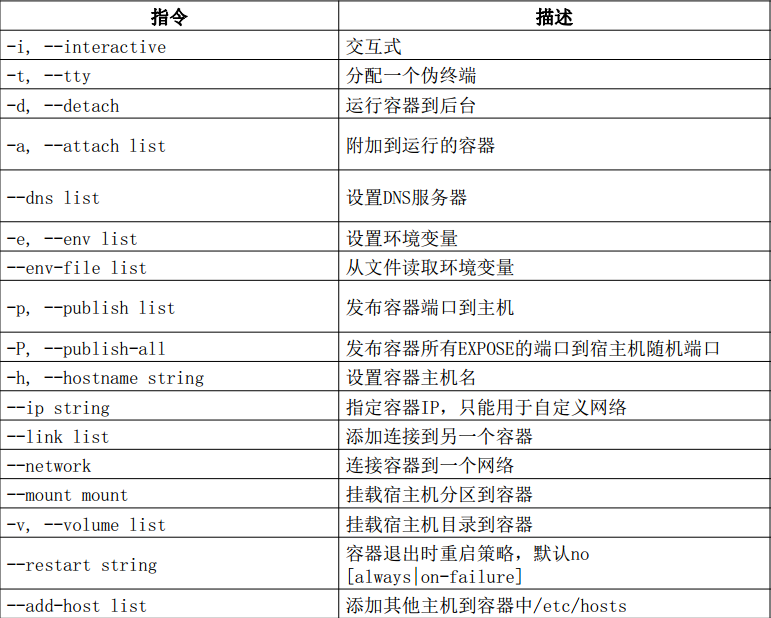 指令 描述
-i, --interactive 交互式
-t, --tty 分配一个伪终端
-d, --detach 运行容器到后台
-a, --attach list 附加到运行的容器
--dns list 设置DNS服务器
-e, --env list 设置环境变量
--env-file list 从文件读取环境变量
-p, --publish list 发布容器端口到主机
-P, --publish-all 发布容器所有EXPOSE的端口到宿主机随机端口
-h, --hostname string 设置容器主机名
--ip string 指定容器IP，只能用于自定义网络
--link list 添加连接到另一个容器
--network 连接容器到一个网络
--mount mount 挂载宿主机分区到容器
-v, --volume list 挂载宿主机目录到容器
--restart string 容器退出时重启策略，默认no
[always|on-failure]
--add-host list 添加其他主机到容器中/etc/hosts